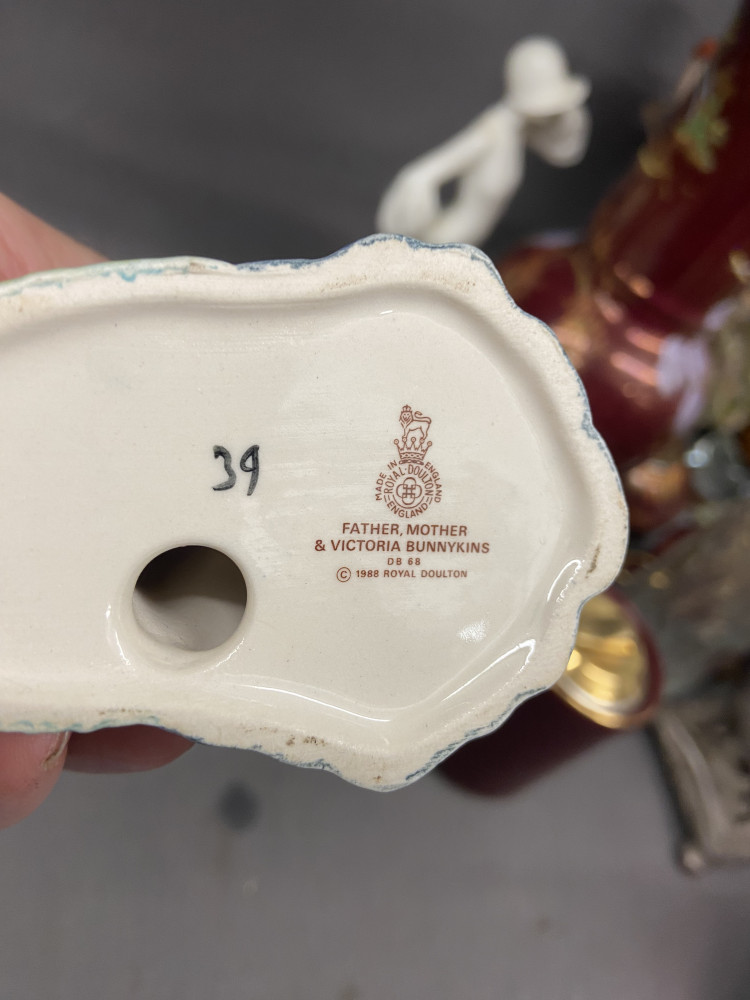 39
MADE IN ENGLAND
ROYAL·DOULTON
ENGLAND
FATHER, MOTHER
& VICTORIA BUNNYKINS
DB 68
© 1988 ROYAL DOULTON